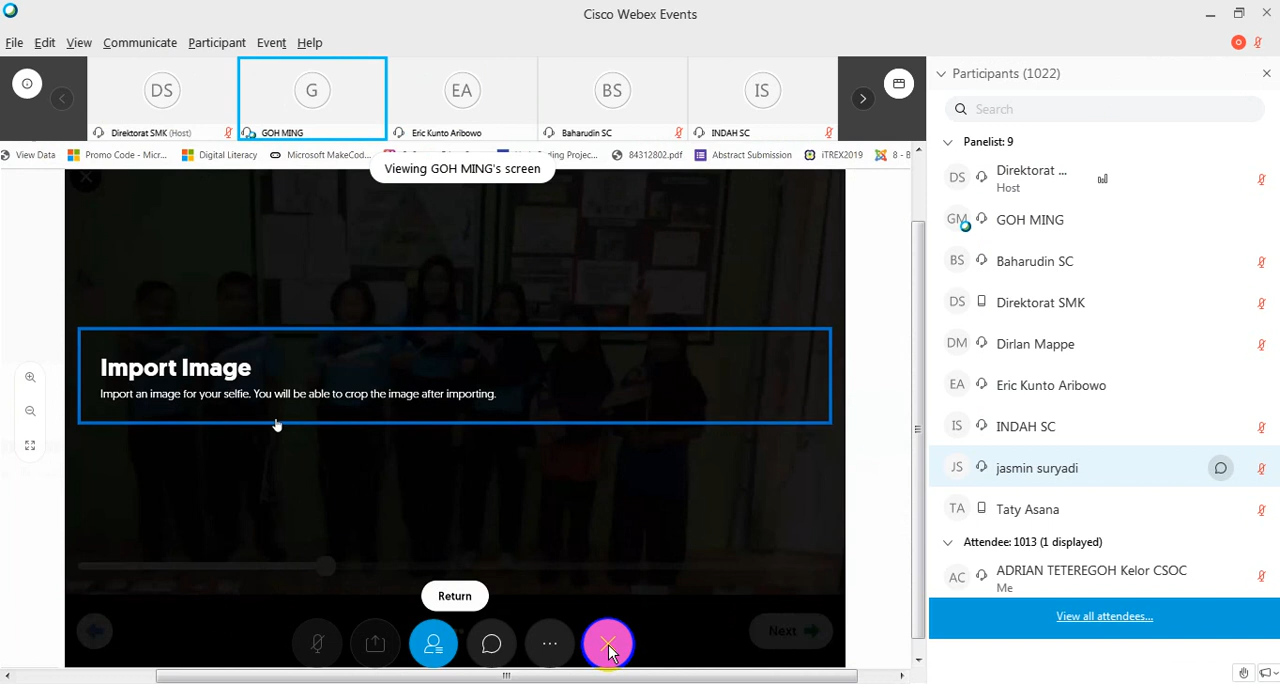 Cisco Webex Events
File Edit View Communicate Participant Event Help
DS
Direktorat SMK (Host)
G
GOH MING
EA
Eric Kunto Aribowo
BS
Baharudin SC
IS
INDAH SC
View Data Promo Code - Micr... Digital Literacy Microsoft MakeCod... Coding Projec... 84312802.pdf Abstract Submission iTREX2019 8 - B
Viewing GOH MING's screen
Import Image
Import an image for your selfie. You will be able to crop the image after importing.
Return
Next
Participants (1022)
Search
Panelist: 9
DS Direktorat ...
Host
GM GOH MING
BS Baharudin SC
DS Direktorat SMK
DM Dirlan Mappe
EA Eric Kunto Aribowo
IS INDAH SC
JS jasmin suryadi
TA Taty Asana
Attendee: 1013 (1 displayed)
AC ADRIAN TETEREGOH Kelor CSOC
Me
View all attendees...